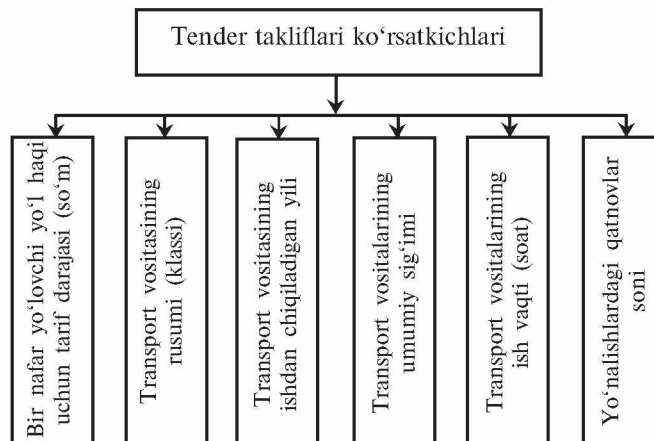 Tender takliflari ko‘rsatkichlari
Bir nafar yo‘lovchi yo‘l haqi
uchun tarif darajasi (so‘m)
Transport vositasining
rusumi (klassi)
Transport vositasining
ishdan chiqiladigan yili
Transport vositalarining
umumiy sig‘imi
Transport vositalarining
ish vaqti (soat)
Yo‘nalishlardagi qatnovlar
soni